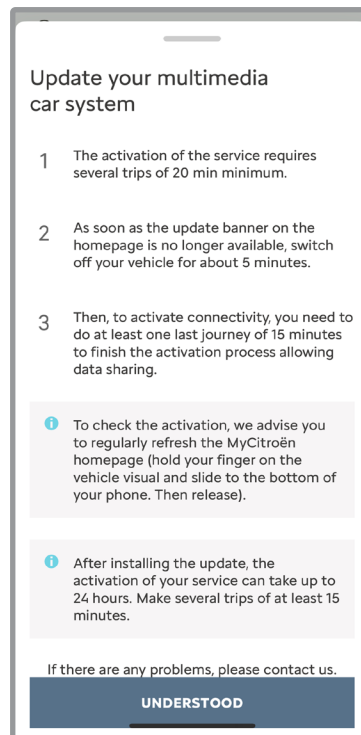 Update your multimedia
car system
1 The activation of the service requires
several trips of 20 min minimum.
2 As soon as the update banner on the
homepage is no longer available, switch
off your vehicle for about 5 minutes.
3 Then, to activate connectivity, you need to
do at least one last journey of 15 minutes
to finish the activation process allowing
data sharing.
To check the activation, we advise you
to regularly refresh the MyCitroën
homepage (hold your finger on the
vehicle visual and slide to the bottom of
your phone. Then release).
After installing the update, the
activation of your service can take up to
24 hours. Make several trips of at least 15
minutes.
If there are any problems, please contact us.
UNDERSTOOD